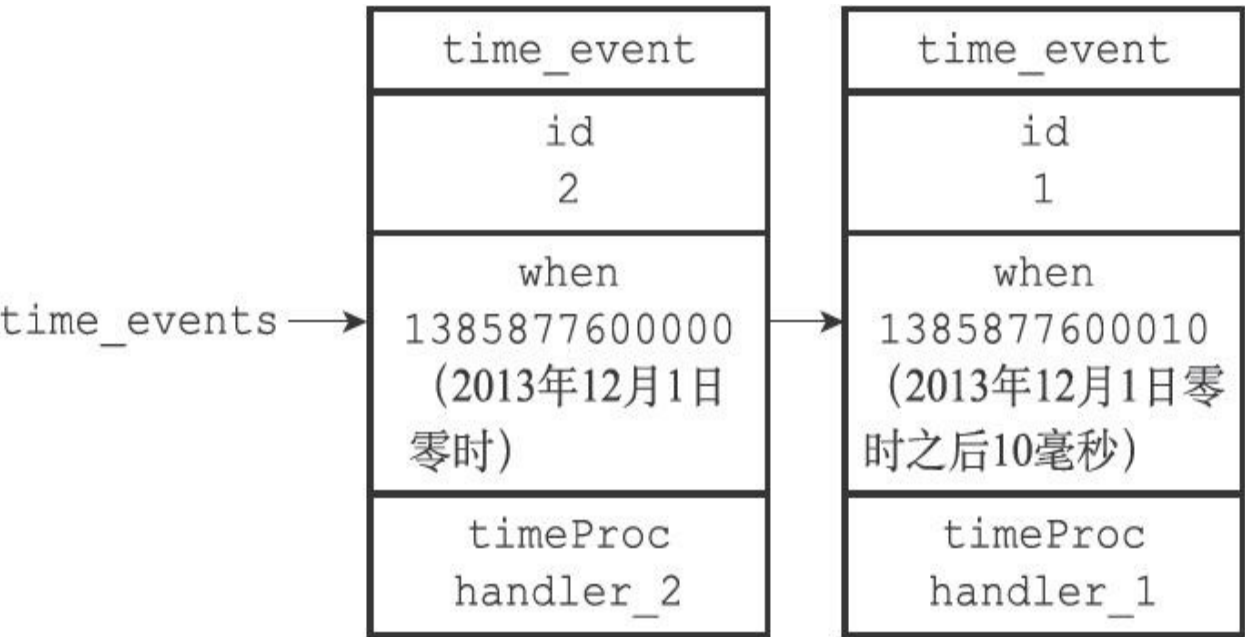 time_events
time_event
id
2
when
1385877600000
（2013年12月1日
零时）
timeProc
handler_2
time_event
id
1
when
1385877600010
（2013年12月1日零
时之后10毫秒）
timeProc
handler_1